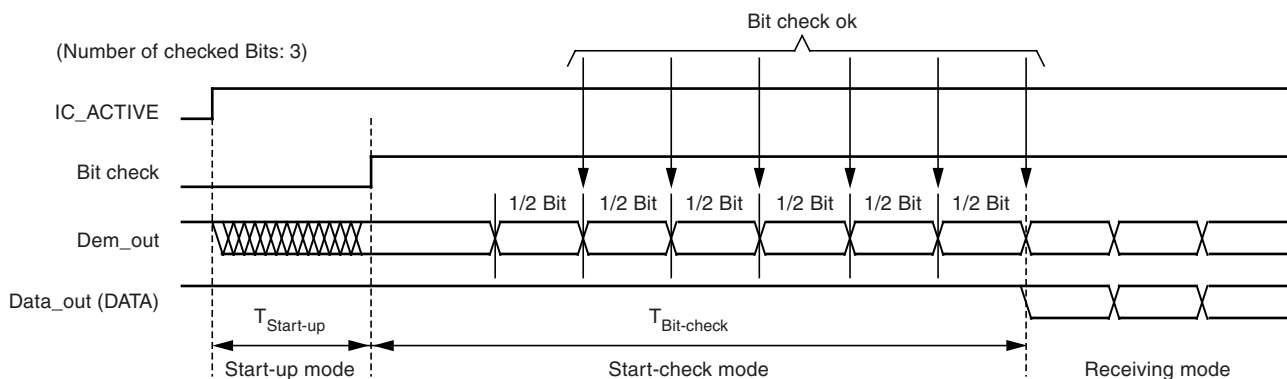 Bit check ok
(Number of checked Bits: 3)
IC_ACTIVE
Bit check
1/2 Bit 1/2 Bit 1/2 Bit 1/2 Bit 1/2 Bit 1/2 Bit
Dem_out
Data_out (DATA)
TStart-up TBit-check
Start-up mode Start-check mode Receiving mode